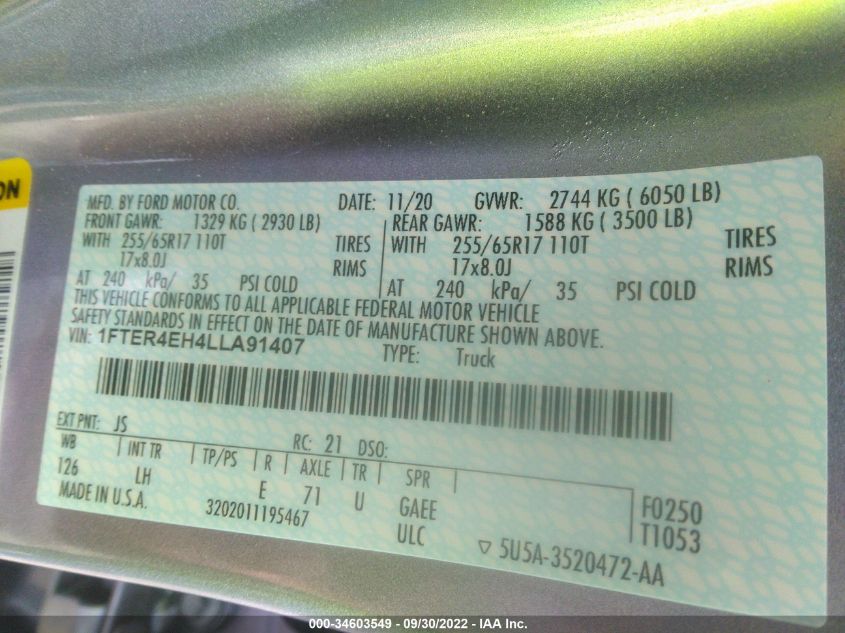 ON
MFD. BY FORD MOTOR CO. DATE: 11/20 GVWR: 2744 KG ( 6050 LB)
FRONT GAWR: 1329 KG ( 2930 LB) REAR GAWR: 1588 KG ( 3500 LB)
WITH 255/65R17 110T TIRES WITH 255/65R17 110T TIRES
17x8.0J RIMS 17x8.0J RIMS
AT 240 kPa/ 35 PSI COLD AT 240 kPa/ 35 PSI COLD
THIS VEHICLE CONFORMS TO ALL APPLICABLE FEDERAL MOTOR VEHICLE
SAFETY STANDARDS IN EFFECT ON THE DATE OF MANUFACTURE SHOWN ABOVE.
VIN: 1FTER4EH4LLA91407 TYPE: Truck
EXT PNT: JS RC: 21 DSO:
WB INT TR TP/PS R AXLE TR SPR
126 LH E 71 U GAEE F0250
MADE IN U.S.A. 3202011195467 ULC T1053
5U5A-3520472-AA
000-34603549 - 09/30/2022 - IAA Inc.